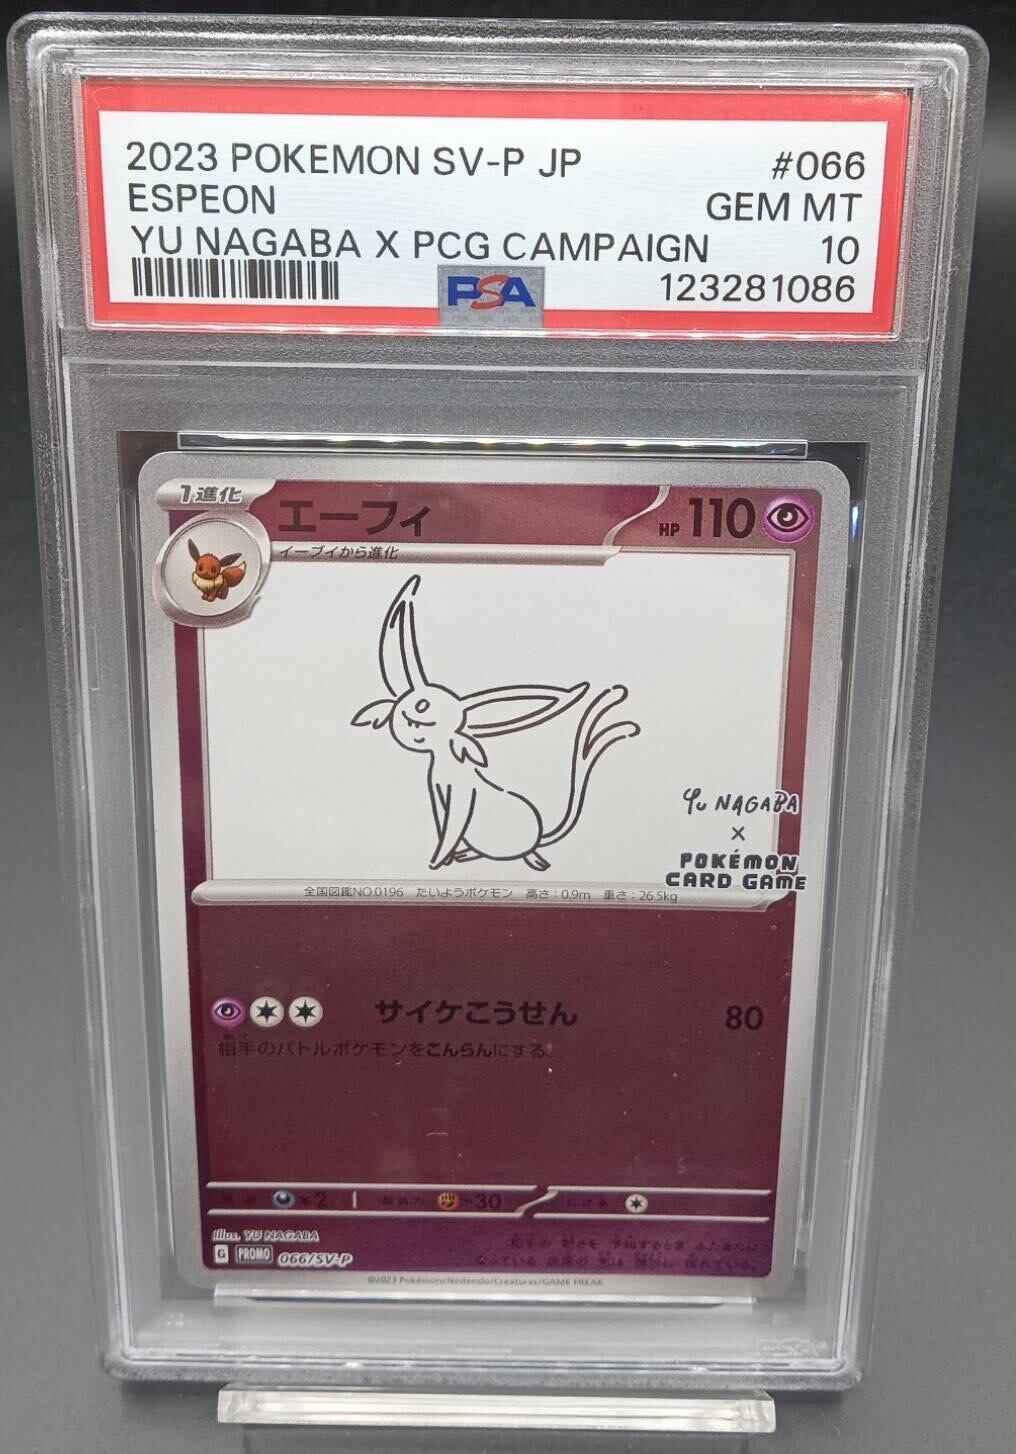 2023 POKEMON SV-P JP #066
ESPEON GEM MT
YU NAGABA X PCG CAMPAIGN 10
PSA 123281086
1進化 エーフィ HP 110
イーブイから進化
YU NAGABA
×
POKÉMON
CARD GAME
全国図鑑NO.0196 たいようポケモン 高さ:0.9m 重さ:26.5kg
サイケこうせん 80
相手のバトルポケモンをこんらんにする。
×2 -30
Illus. YU NAGABA
G PROMO 066/SV-P
©2023 Pokémon/Nintendo/Creatures/GAME FREAK